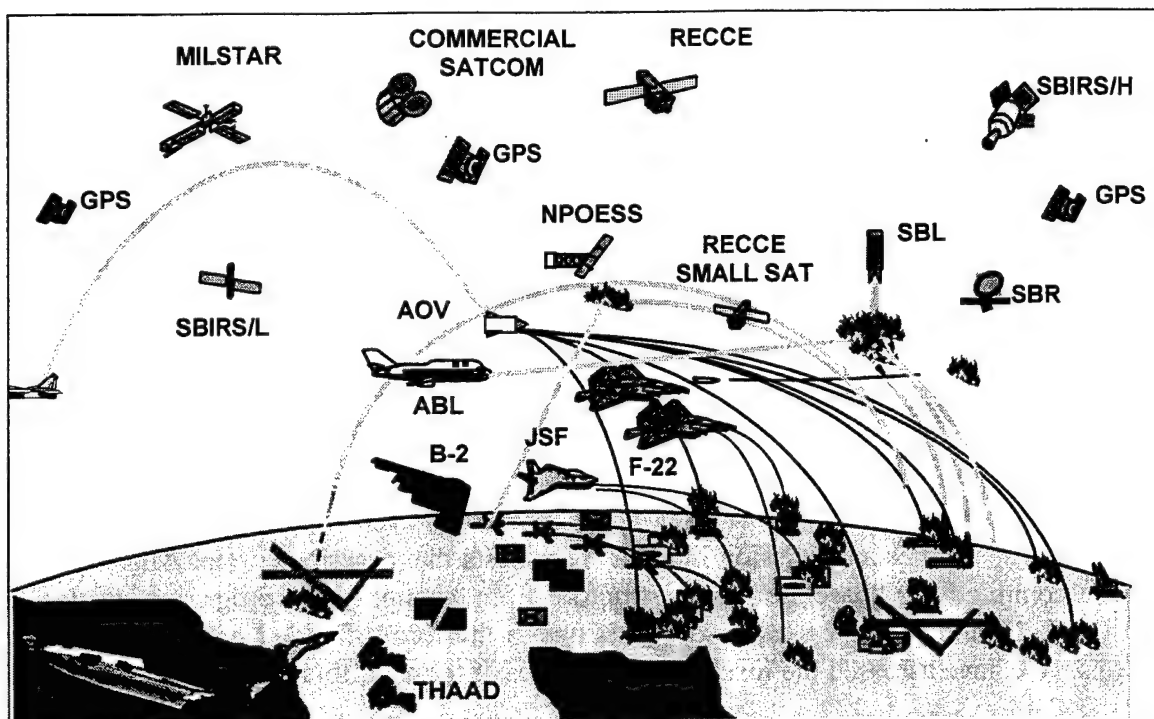 MILSTAR
COMMERCIAL
SATCOM
RECCE
SBIRS/H
GPS
GPS
GPS
NPOESS
RECCE
SMALL SAT
SBL
SBR
SBIRS/L
AOV
ABL
B-2
JSF
F-22
THAAD